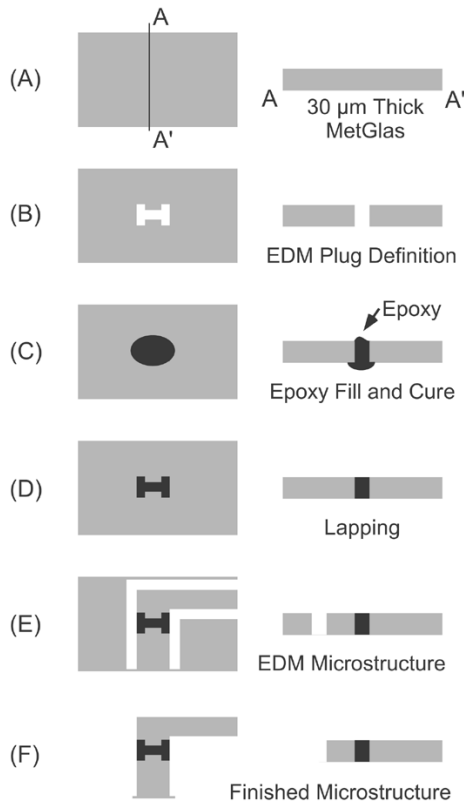 A
(A)
A'
A
A'
30 µm Thick
MetGlas
(B)
EDM Plug Definition
(C)
Epoxy
Epoxy Fill and Cure
(D)
Lapping
(E)
EDM Microstructure
(F)
Finished Microstructure